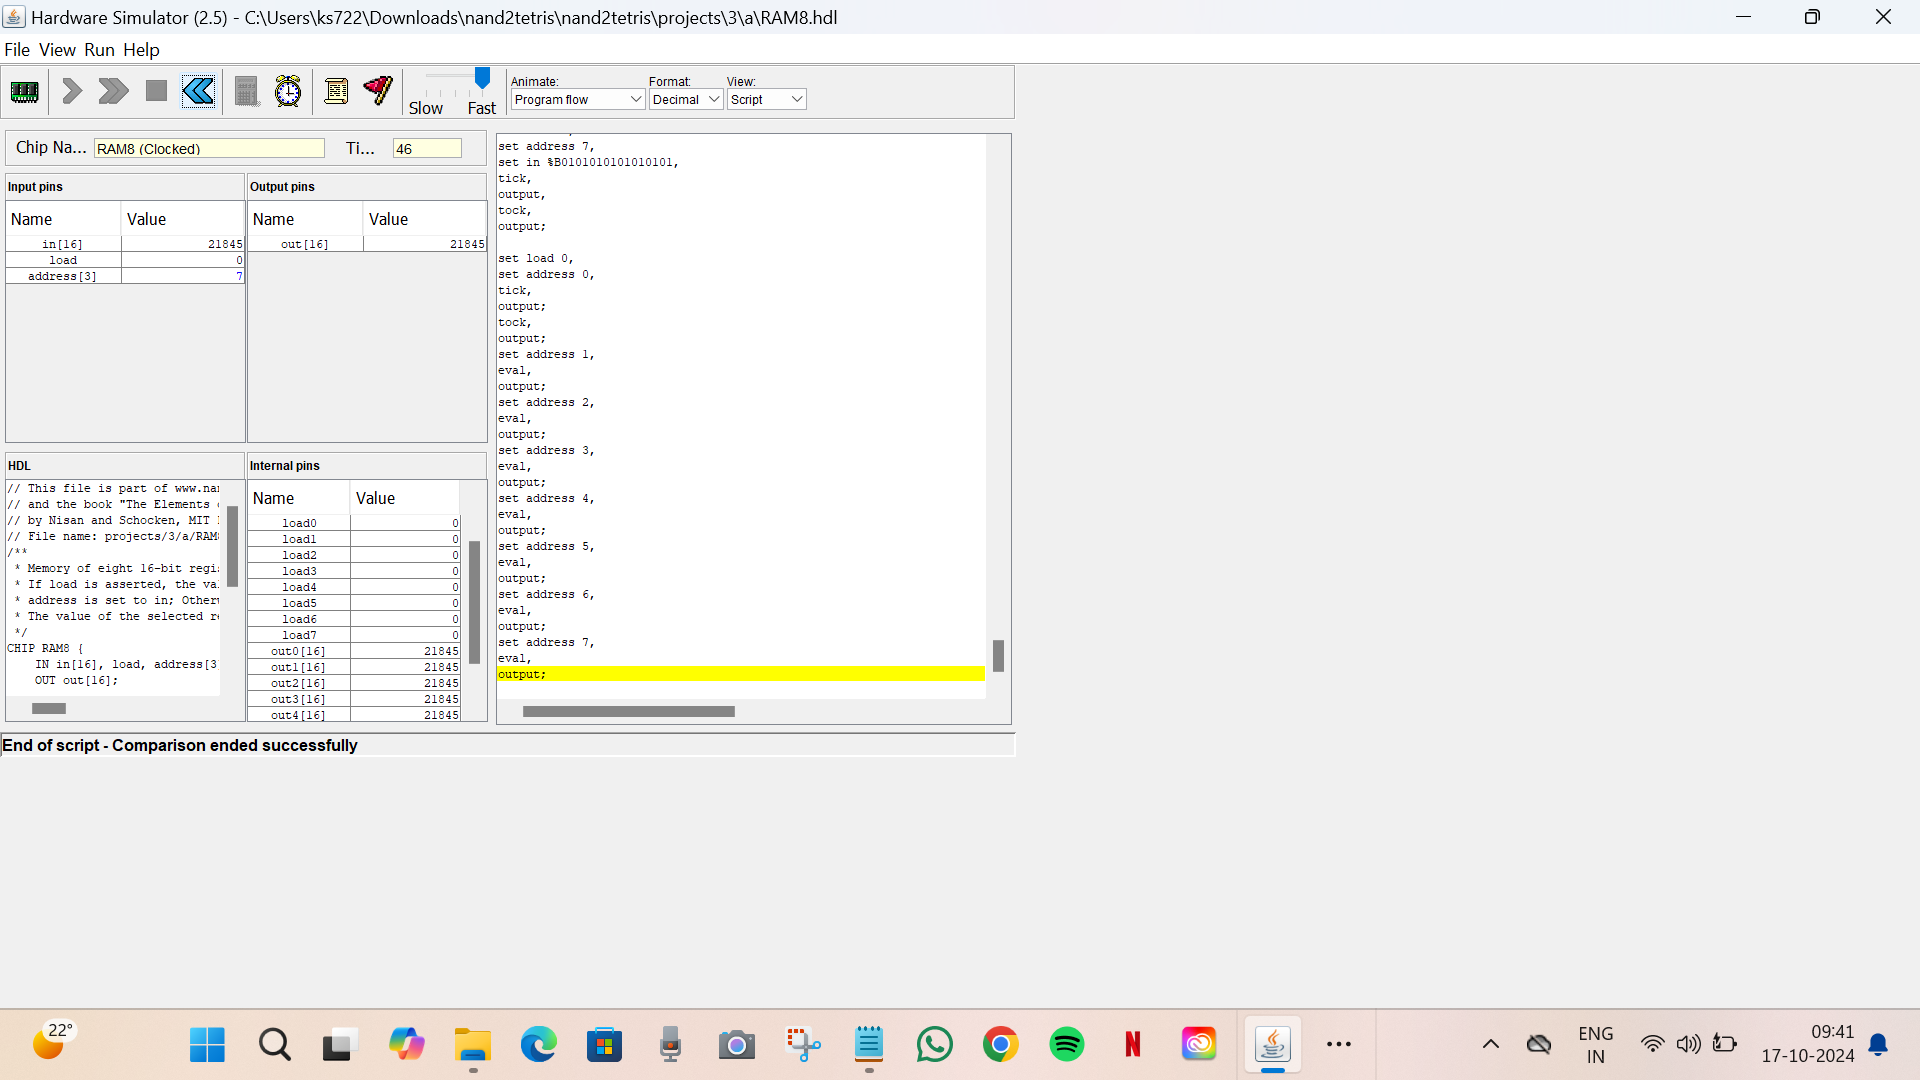 Hardware Simulator (2.5) - C:\Users\ks722\Downloads\nand2tetris\nand2tetris\projects\3\a\RAM8.hdl
File View Run Help
Slow Fast
Animate:
Program flow
Format:
Decimal
View:
Script
Chip Na... RAM8 (Clocked) Ti... 46
Input pins
Name Value
in[16] 21845
load 0
address[3] 7
Output pins
Name Value
out[16] 21845
HDL
// This file is part of www.na
// and the book "The Elements
// by Nisan and Schocken, MIT
// File name: projects/3/a/RAM8
/**
* Memory of eight 16-bit regi
* If load is asserted, the va
* address is set to in; Other
* The value of the selected r
*/
CHIP RAM8 {
IN in[16], load, address[3
OUT out[16];
Internal pins
Name Value
load0 0
load1 0
load2 0
load3 0
load4 0
load5 0
load6 0
load7 0
out0[16] 21845
out1[16] 21845
out2[16] 21845
out3[16] 21845
out4[16] 21845
set address 7,
set in %B0101010101010101,
tick,
output,
tock,
output;
set load 0,
set address 0,
tick,
output;
tock,
output;
set address 1,
eval,
output;
set address 2,
eval,
output;
set address 3,
eval,
output;
set address 4,
eval,
output;
set address 5,
eval,
output;
set address 6,
eval,
output;
set address 7,
eval,
output;
End of script - Comparison ended successfully
22°
N
ENG
IN
09:41
17-10-2024